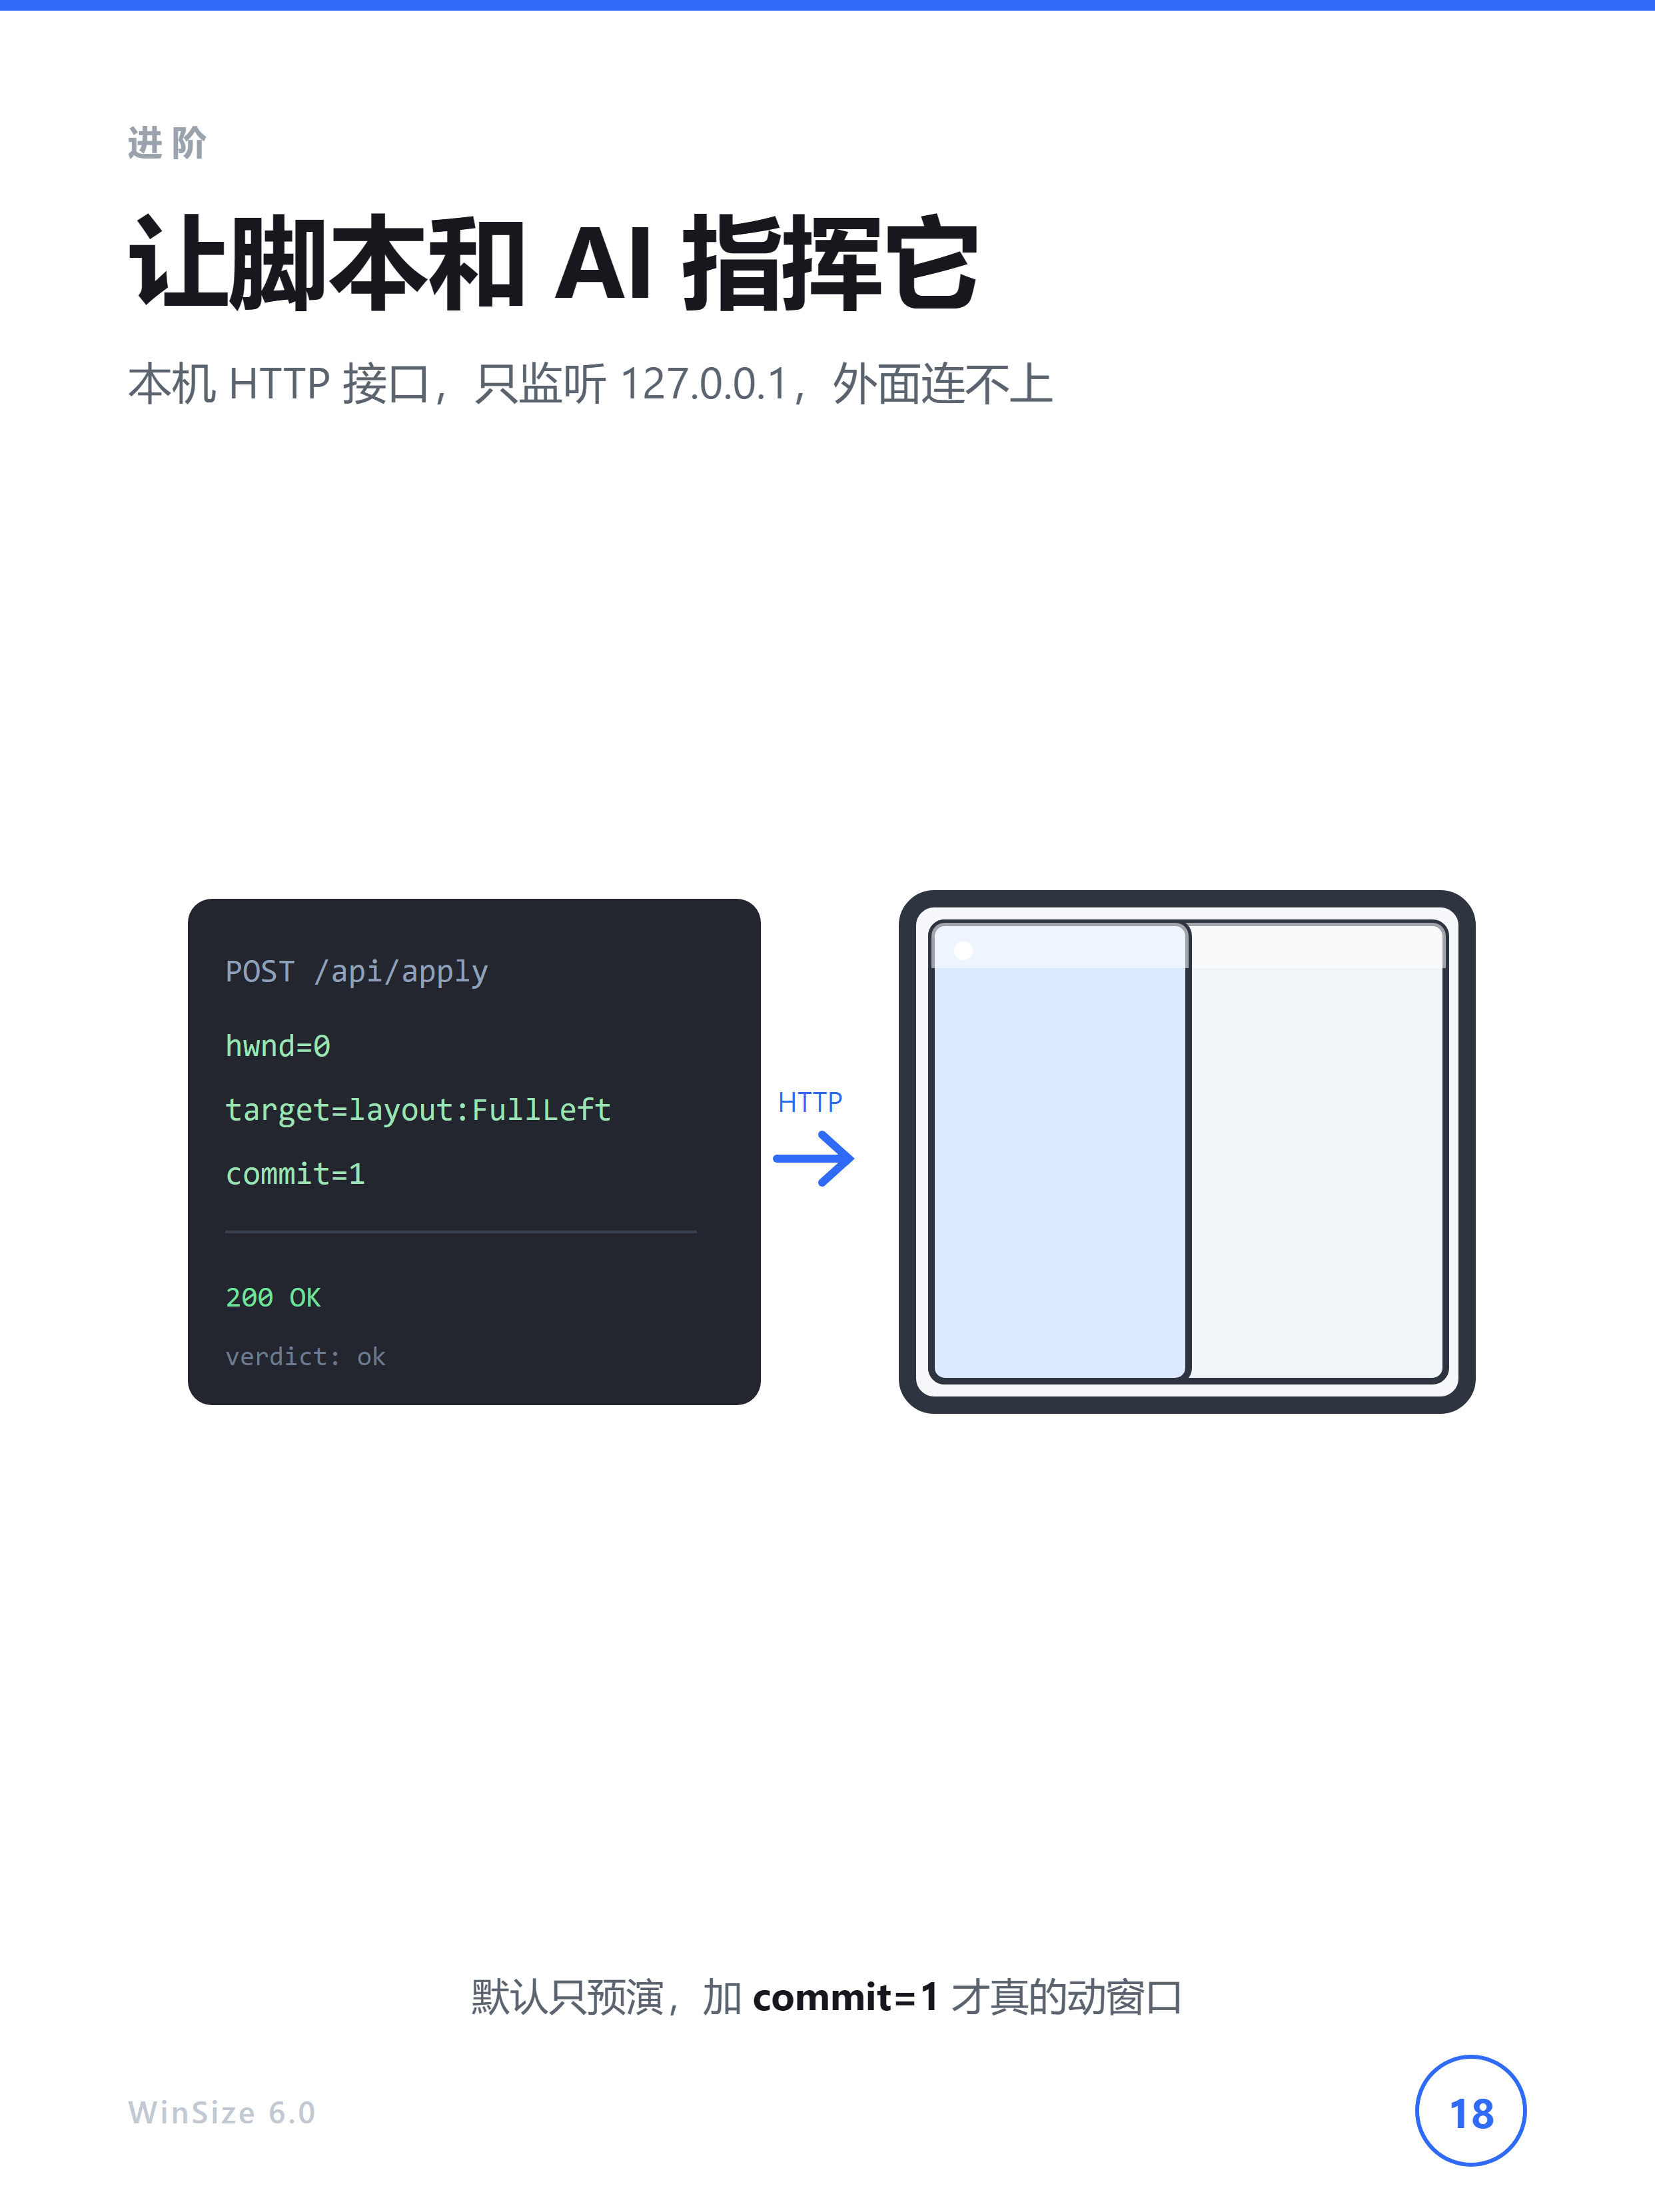 进阶
让脚本和 AI 指挥它
本机 HTTP 接口，只监听 127.0.0.1，外面连不上
POST /api/apply
hwnd=0
target=layout:FullLeft
commit=1
200 OK
verdict: ok
HTTP
默认只预演，加 commit=1 才真的动窗口
WinSize 6.0
18